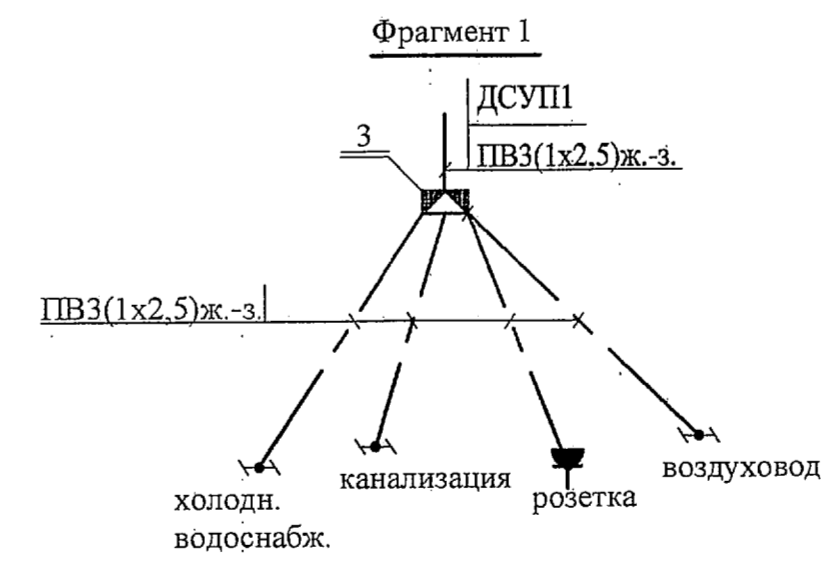 Фрагмент 1
ДСУП1
3
ПВ3(1х2,5)ж.-з.
ПВ3(1х2,5)ж.-з.
воздуховод
канализация
розетка
холодн.
водоснабж.